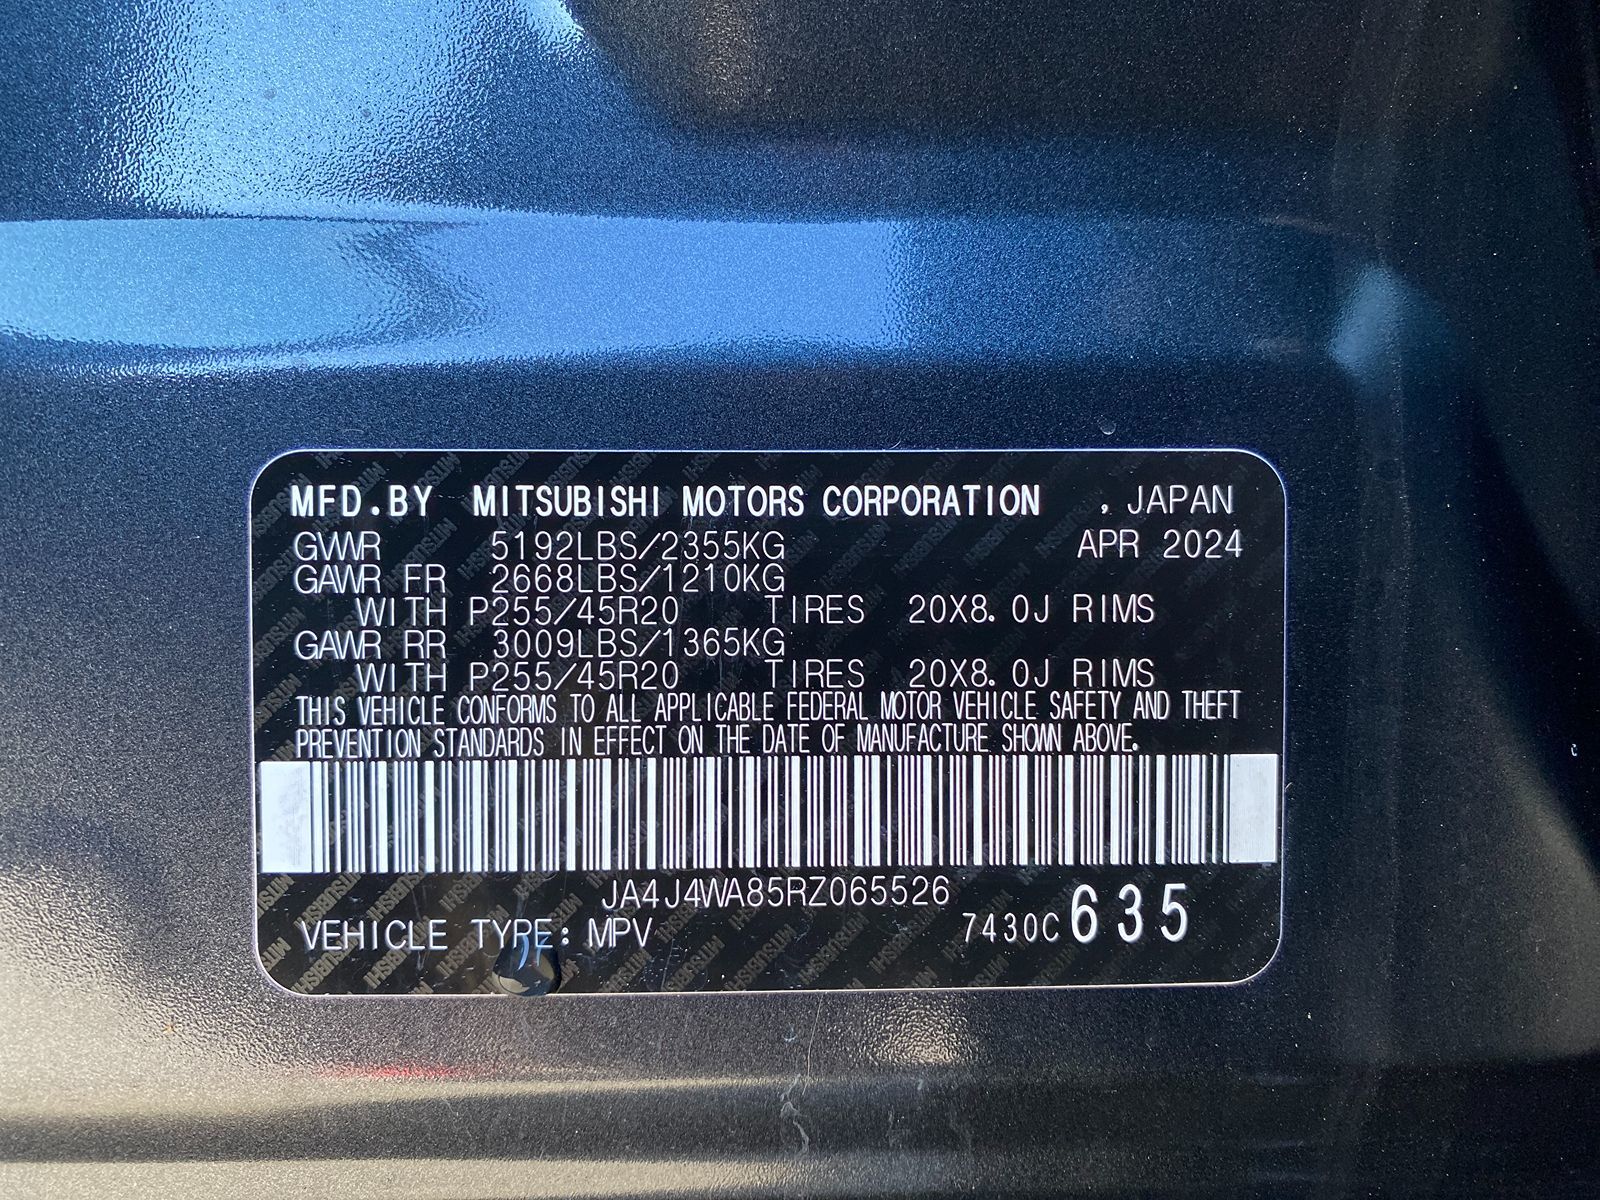 MFD.BY MITSUBISHI MOTORS CORPORATION , JAPAN
GVWR 5192LBS/2355KG APR 2024
GAWR FR 2668LBS/1210KG
WITH P255/45R20 TIRES 20X8.0J RIMS
GAWR RR 3009LBS/1365KG
WITH P255/45R20 TIRES 20X8.0J RIMS
THIS VEHICLE CONFORMS TO ALL APPLICABLE FEDERAL MOTOR VEHICLE SAFETY AND THEFT
PREVENTION STANDARDS IN EFFECT ON THE DATE OF MANUFACTURE SHOWN ABOVE.
JA4J4WA85RZ065526
VEHICLE TYPE: MPV 7430C 635